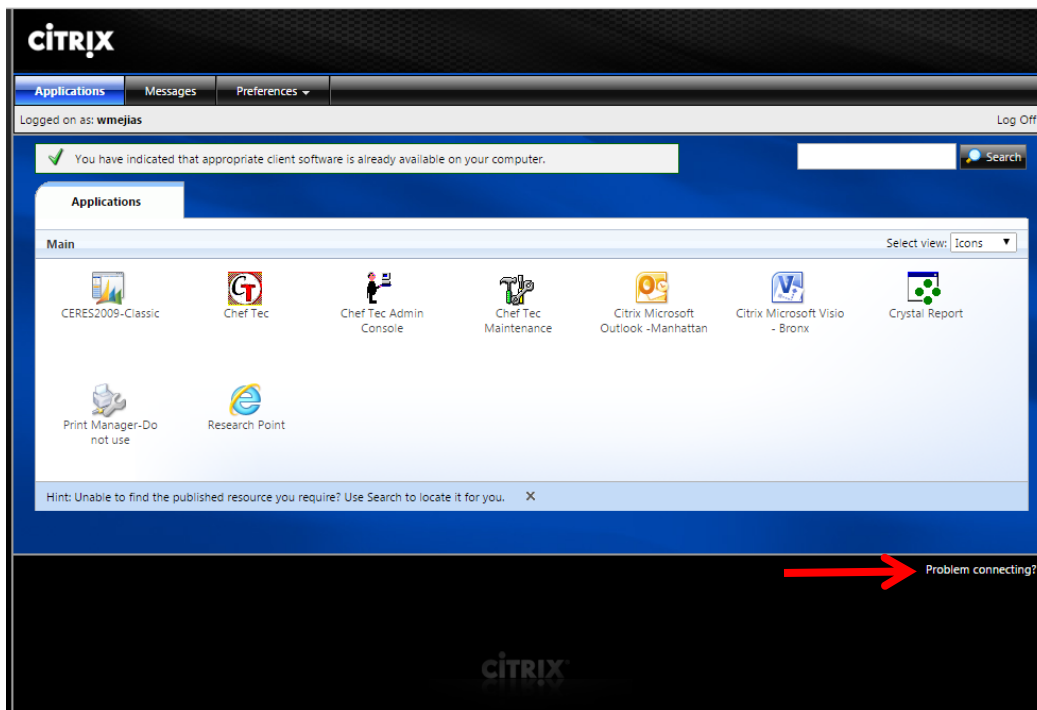 CITRIX
Applications Messages Preferences
Logged on as: wmejias Log Off
You have indicated that appropriate client software is already available on your computer. Search
Applications
Main Select view: Icons
CERES2009-Classic
Chef Tec
Chef Tec Admin
Console
Chef Tec
Maintenance
Citrix Microsoft
Outlook -Manhattan
Citrix Microsoft Visio
- Bronx
Crystal Report
Print Manager-Do
not use
Research Point
Hint: Unable to find the published resource you require? Use Search to locate it for you. X
Problem connecting?
CITRIX